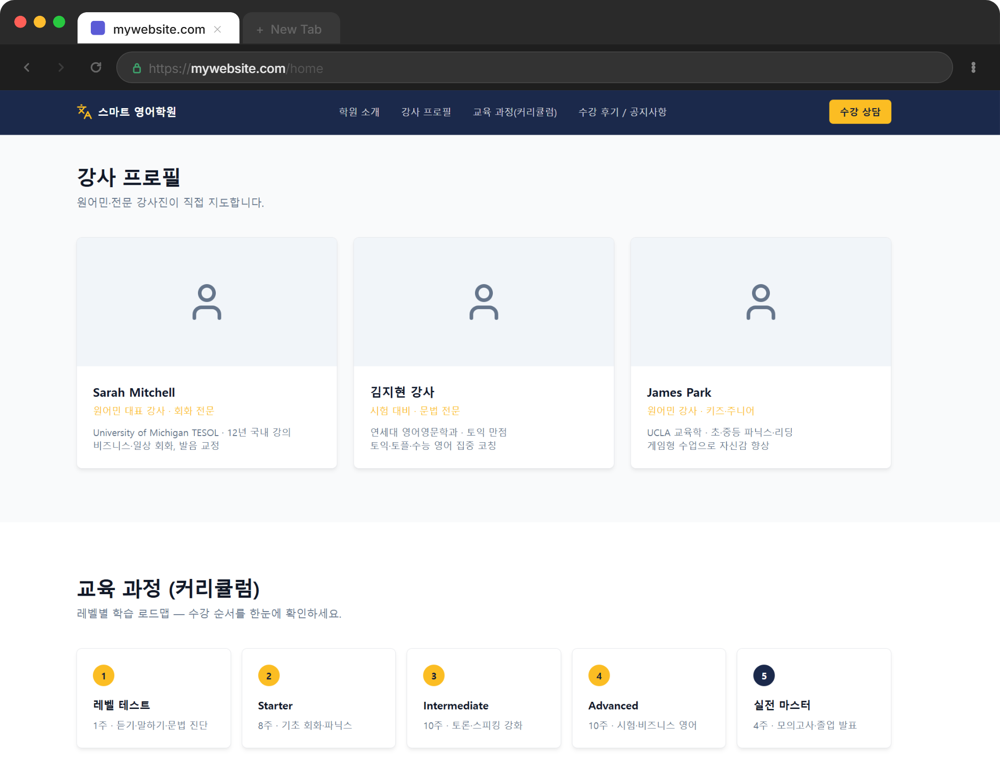 mywebsite.com
+ New Tab
https://mywebsite.com/home
스마트 영어학원
학원 소개
강사 프로필
교육 과정(커리큘럼)
수강 후기 / 공지사항
수강 상담
강사 프로필
원어민·전문 강사진이 직접 지도합니다.
Sarah Mitchell
원어민 대표 강사 · 회화 전문
University of Michigan TESOL · 12년 국내 강의
비즈니스·일상 회화, 발음 교정
김지현 강사
시험 대비 · 문법 전문
연세대 영어영문학과 · 토익 만점
토익·토플·수능 영어 집중 코칭
James Park
원어민 강사 · 키즈·주니어
UCLA 교육학 · 초·중등 파닉스·리딩
게임형 수업으로 자신감 향상
교육 과정 (커리큘럼)
레벨별 학습 로드맵 — 수강 순서를 한눈에 확인하세요.
1
레벨 테스트
1주 · 듣기·말하기·문법 진단
2
Starter
8주 · 기초 회화·파닉스
3
Intermediate
10주 · 토론·스피킹 강화
4
Advanced
10주 · 시험·비즈니스 영어
5
실전 마스터
4주 · 모의고사·졸업 발표